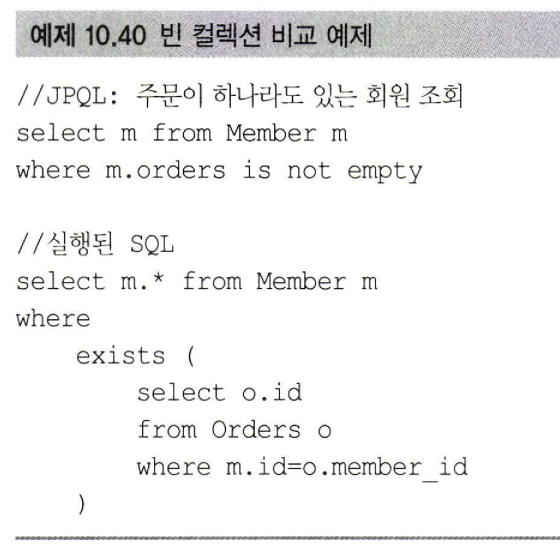 예제 10.40 빈 컬렉션 비교 예제
//JPQL: 주문이 하나라도 있는 회원 조회
select m from Member m
where m.orders is not empty
//실행된 SQL
select m.* from Member m
where
exists (
select o.id
from Orders o
where m.id=o.member_id
)